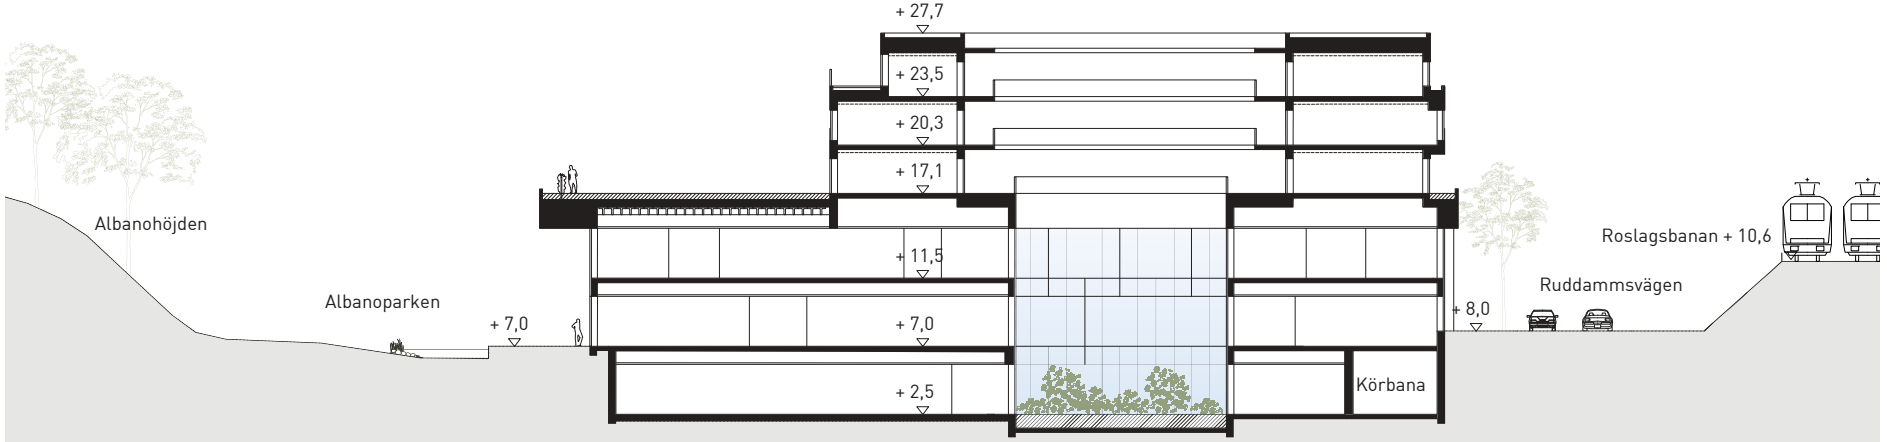 + 27,7
+ 23,5
+ 20,3
+ 17,1
Albanohöjden
Roslagsbanan + 10,6
+ 11,5
Ruddammsvägen
Albanoparken
+ 8,0
+ 7,0
+ 7,0
Körbana
+ 2,5